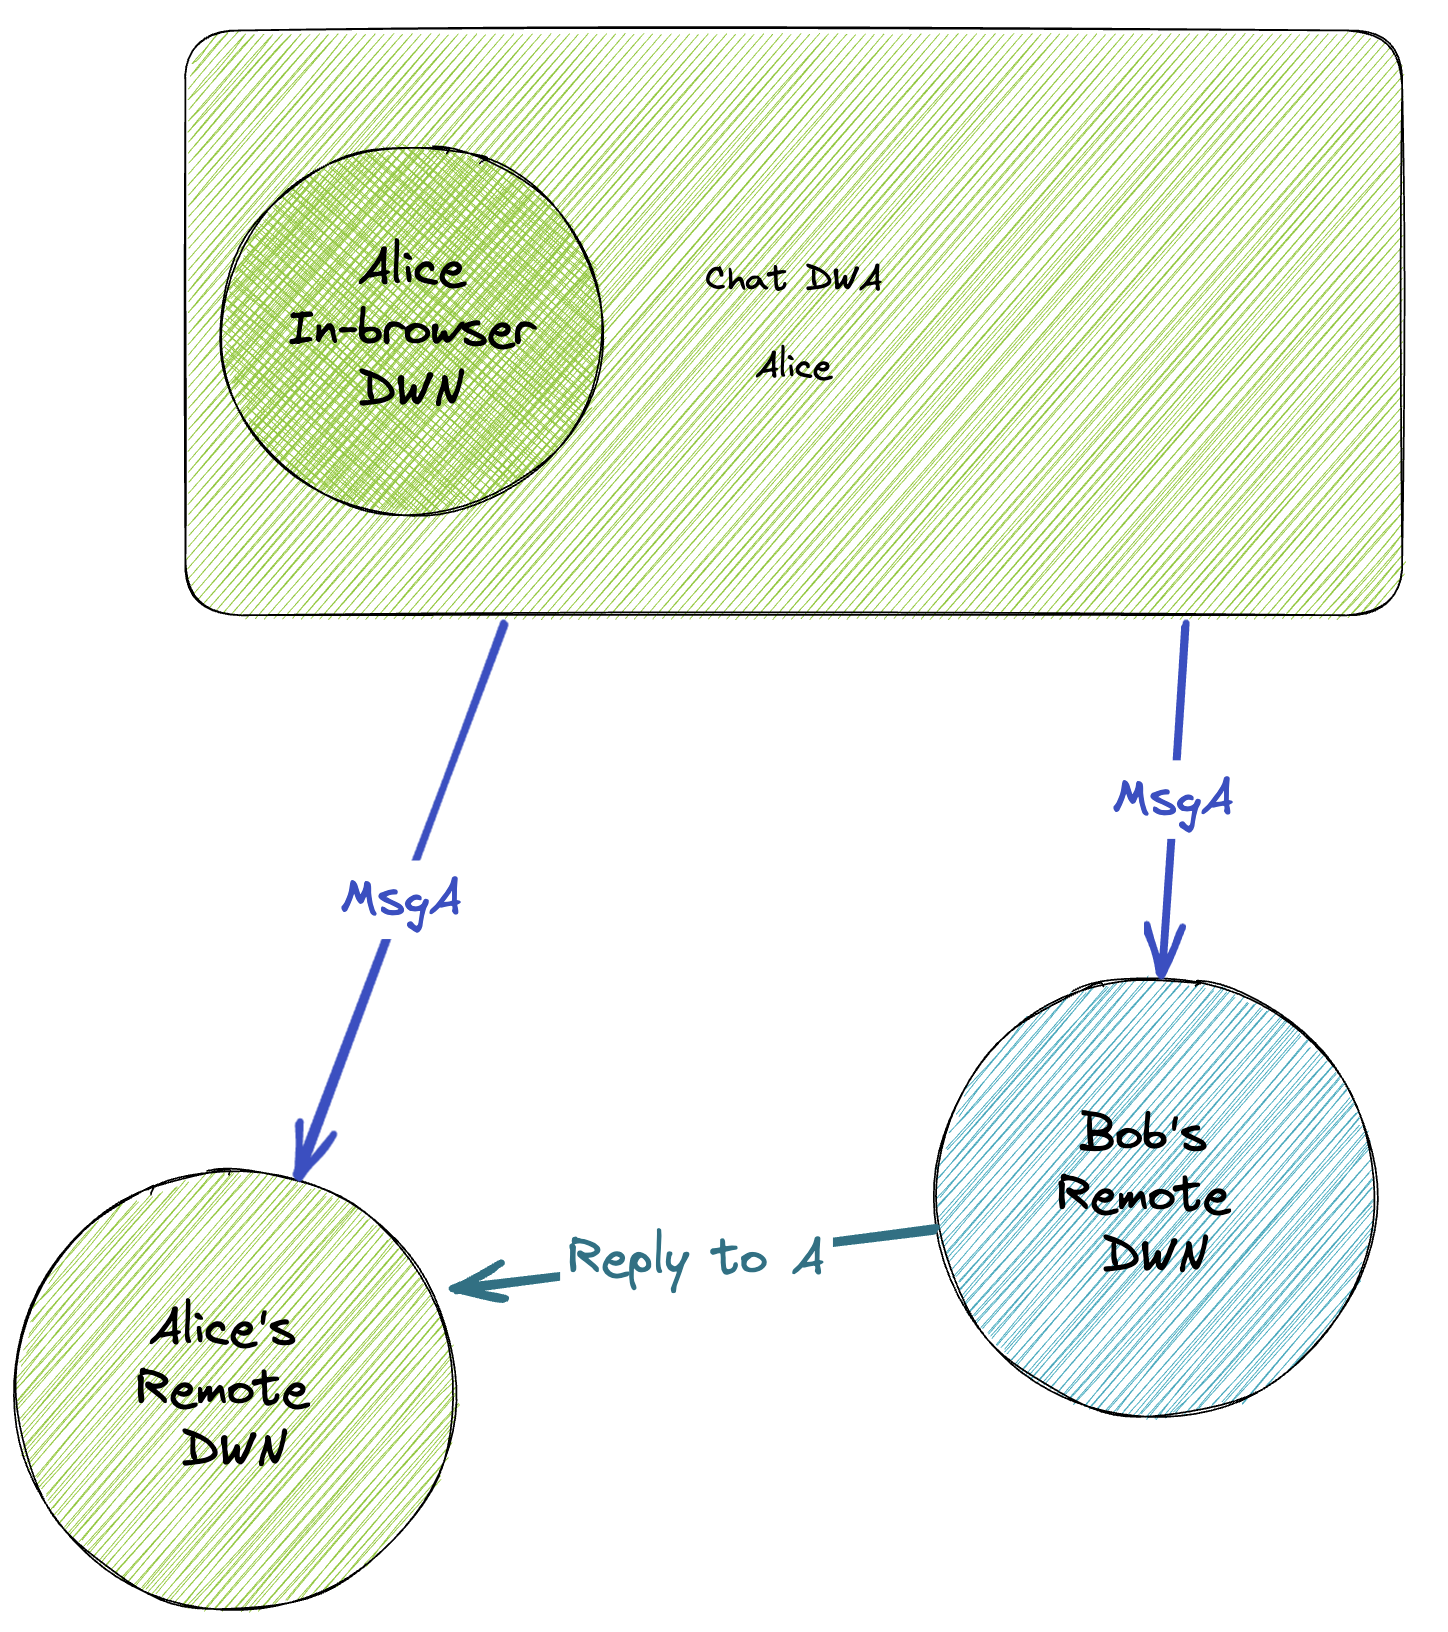 Alice
In-browser
DWN
Chat DWA
Alice
MsgA
MsgA
Bob's
Remote
DWN
Reply to A
Alice's
Remote
DWN